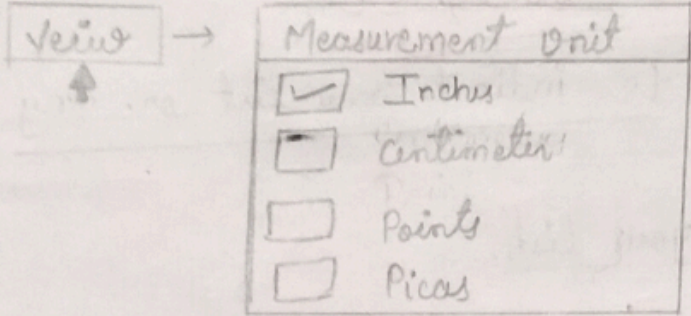 Veiw → Measurement Unit
✓ Inches
Centimeter
Points
Picas